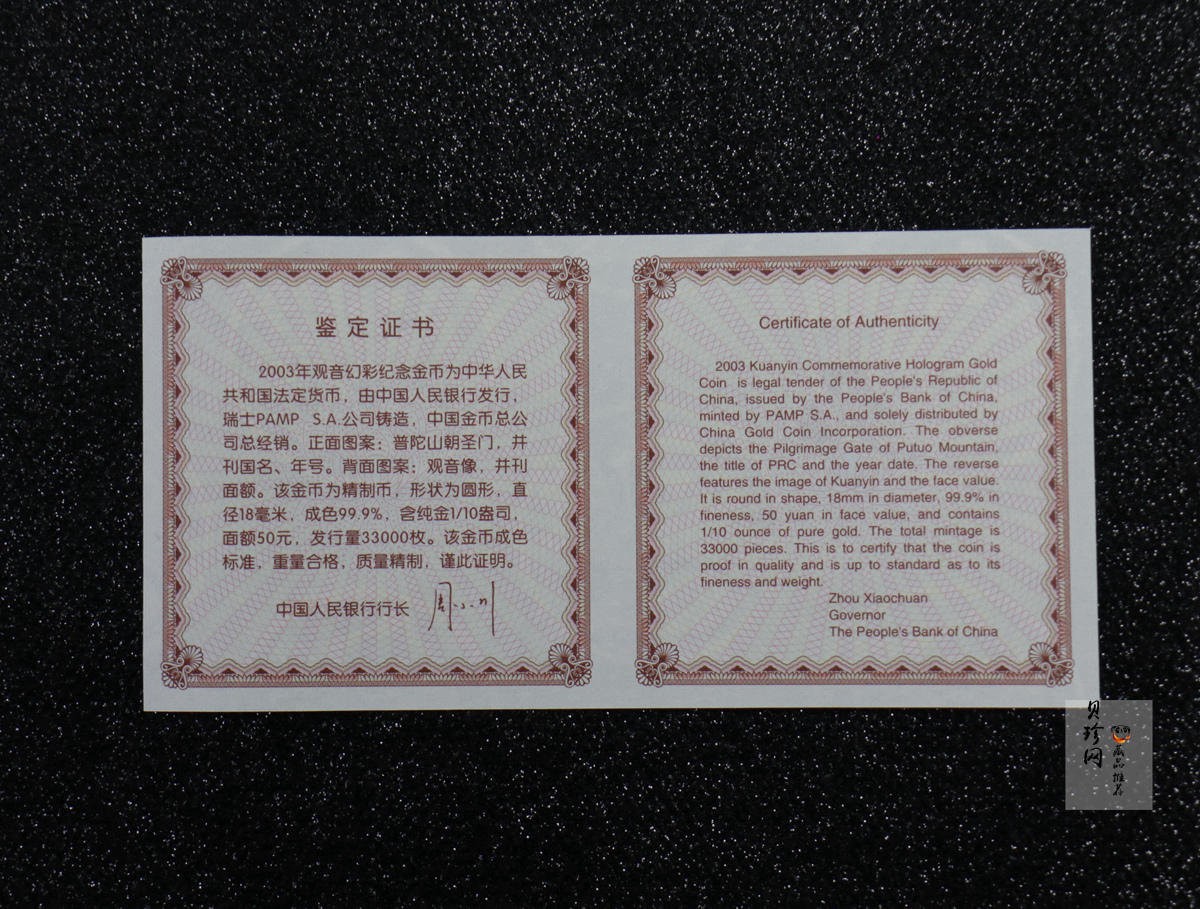 鉴定证书
2003年观音幻彩纪念金币为中华人民
共和国法定货币，由中国人民银行发行，
瑞士PAMP S.A.公司铸造，中国金币总公
司总经销。正面图案：普陀山朝圣门，并
刊国名、年号。背面图案：观音像，并刊
面额。该金币为精制币，形状为圆形，直
径18毫米，成色99.9%，含纯金1/10盎司，
面额50元，发行量33000枚。该金币成色
标准，重量合格，质量精制，谨此证明。
中国人民银行行长 周小川
Certificate of Authenticity
2003 Kuanyin Commemorative Hologram Gold
Coin is legal tender of the People's Republic of
China, issued by the People's Bank of China,
minted by PAMP S.A., and solely distributed by
China Gold Coin Incorporation. The obverse
depicts the Pilgrimage Gate of Putuo Mountain,
the title of PRC and the year date. The reverse
features the image of Kuanyin and the face value.
It is round in shape, 18mm in diameter, 99.9% in
fineness, 50 yuan in face value, and contains
1/10 ounce of pure gold. The total mintage is
33000 pieces. This is to certify that the coin is
proof in quality and is up to standard as to its
fineness and weight.
Zhou Xiaochuan
Governor
The People's Bank of China
贝珍网
藏品推荐